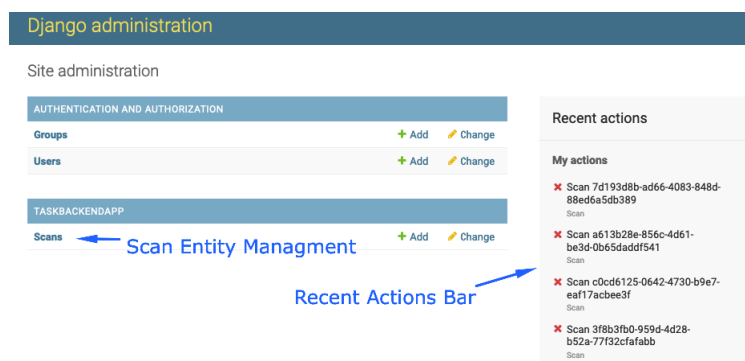 Django administration
Site administration
AUTHENTICATION AND AUTHORIZATION
Groups
Add
Change
Users
Add
Change
TASKBACKENDAPP
Scans
Add
Change
Scan Entity Managment
Recent Actions Bar
Recent actions
My actions
Scan 7d193d8b-ad66-4083-848d-
88ed6a5db389
Scan
Scan a613b28e-856c-4d61-
be3d-0b65daddf541
Scan
Scan c0cd6125-0642-4730-b9e7-
eaf17acbee3f
Scan
Scan 3f8b3fb0-959d-4d28-
b52a-77f32cfafabb
Scan